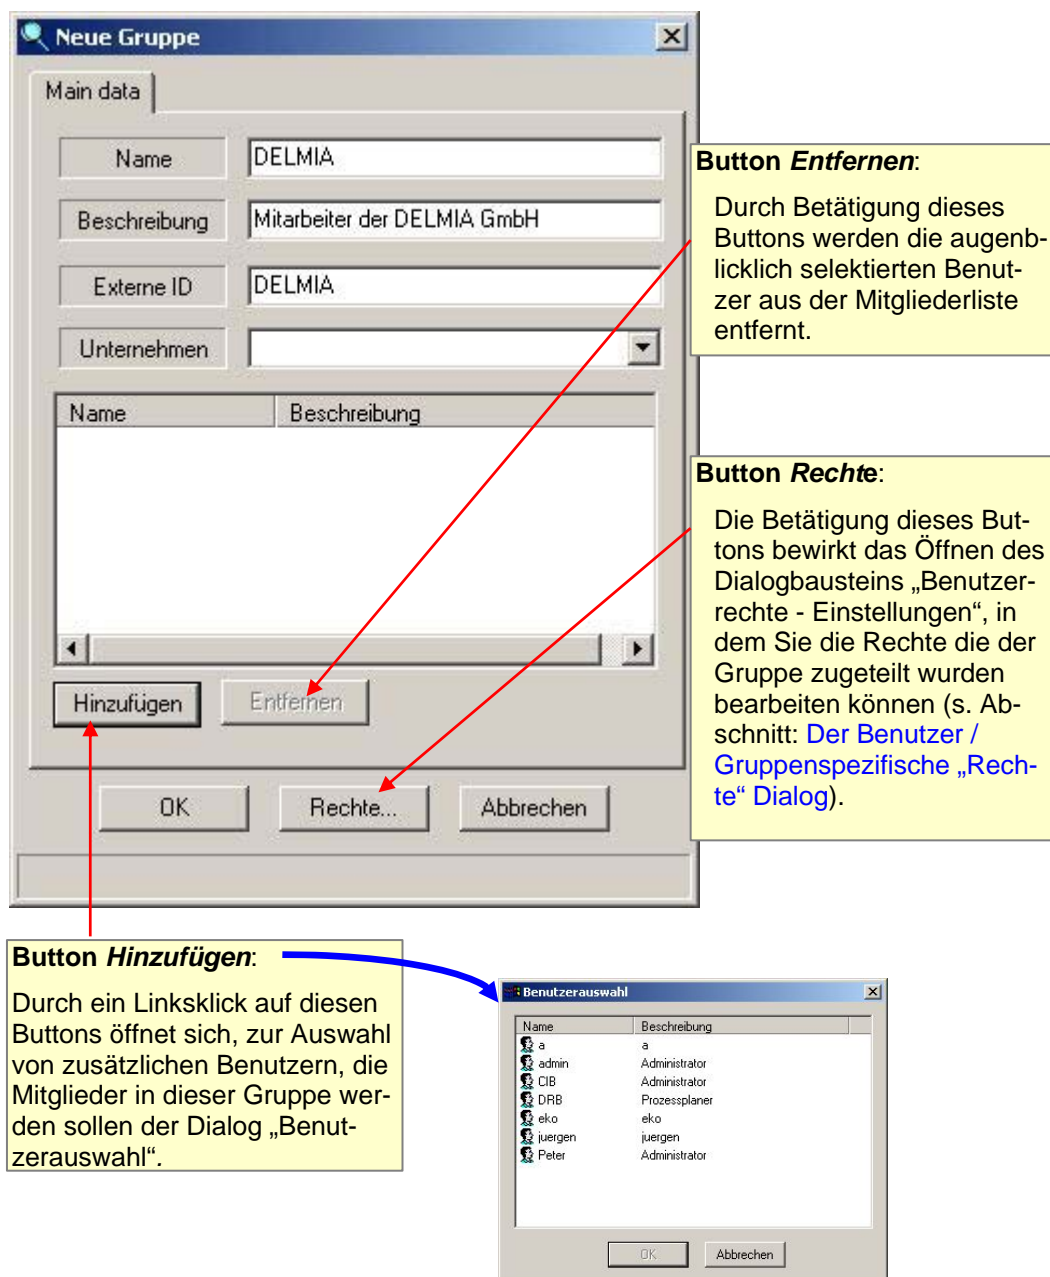 Neue Gruppe
Main data
Name
DELMIA
Beschreibung
Mitarbeiter der DELMIA GmbH
Externe ID
DELMIA
Unternehmen
Name Beschreibung
Hinzufügen Entfernen
OK Rechte... Abbrechen
Button Entfernen:
Durch Betätigung dieses
Buttons werden die augenb-
licklich selektierten Benut-
zer aus der Mitgliederliste
entfernt.
Button Rechte:
Die Betätigung dieses But-
tons bewirkt das Öffnen des
Dialogbausteins „Benutzer-
rechte - Einstellungen“, in
dem Sie die Rechte die der
Gruppe zugeteilt wurden
bearbeiten können (s. Ab-
schnitt: Der Benutzer /
Gruppenspezifische „Rech-
te“ Dialog).
Button Hinzufügen:
Durch ein Linksklick auf diesen
Buttons öffnet sich, zur Auswahl
von zusätzlichen Benutzern, die
Mitglieder in dieser Gruppe wer-
den sollen der Dialog „Benut-
zerauswahl“.
Benutzerauswahl
Name Beschreibung
a a
admin Administrator
CIB Administrator
DRB Prozessplaner
eko eko
juergen juergen
Peter Administrator
OK Abbrechen